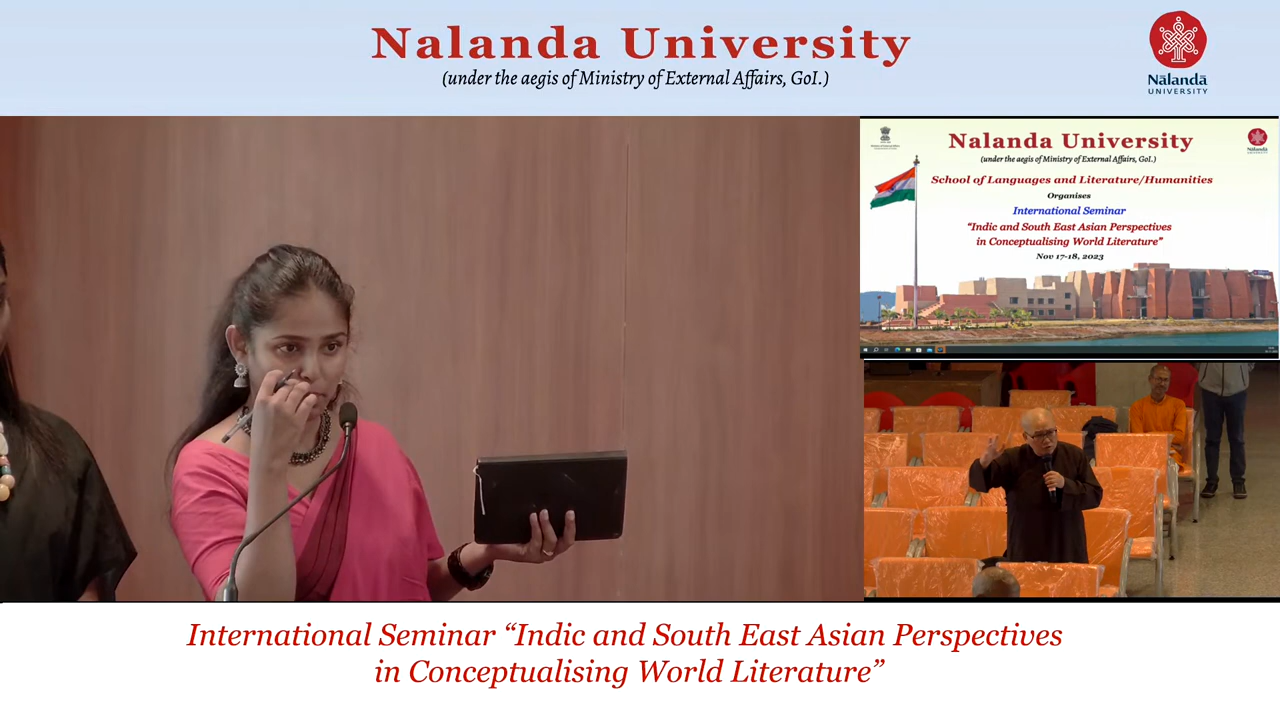 Nalanda University
(under the aegis of Ministry of External Affairs, GoI.)
Nālandā
UNIVERSITY
Nalanda University
(under the aegis of Ministry of External Affairs, GoI.)
School of Languages and Literature/Humanities
Organises
International Seminar
“Indic and South East Asian Perspectives
in Conceptualising World Literature”
Nov 17-18, 2023
International Seminar “Indic and South East Asian Perspectives
in Conceptualising World Literature”